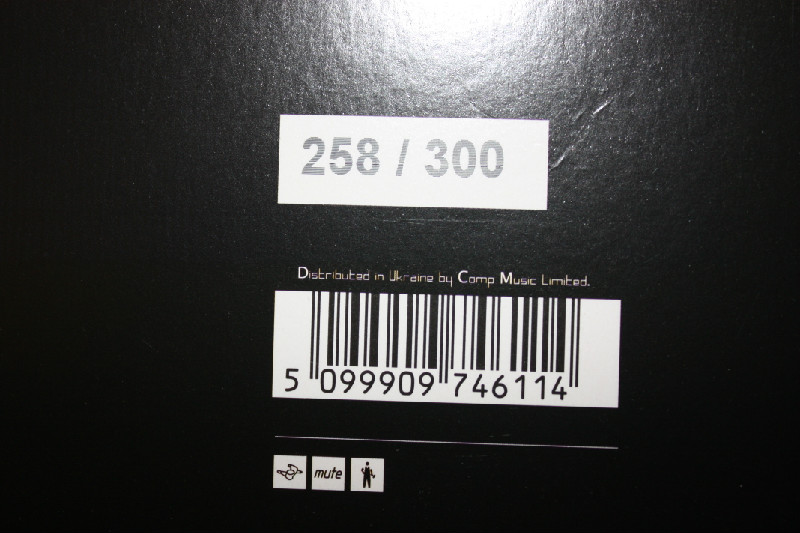 258 / 300
Distributed in Ukraine by Comp Music Limited.
5 099909 746114
mute